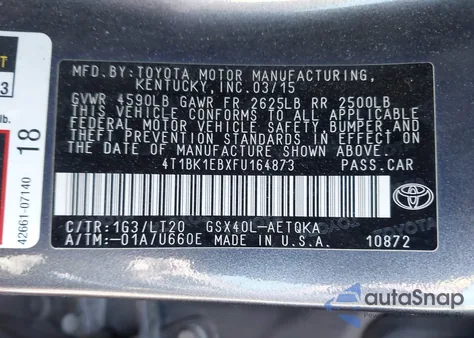 MFD.BY:TOYOTA MOTOR MANUFACTURING,
KENTUCKY, INC.03/15
GVWR 4590LB GAWR FR 2625LB RR 2500LB
THIS VEHICLE CONFORMS TO ALL APPLICABLE
FEDERAL MOTOR VEHICLE SAFETY, BUMPER,
AND THEFT PREVENTION STANDARDS IN EFFECT
ON THE DATE OF MANUFACTURE SHOWN ABOVE.
4T1BK1EBXFU164873 PASS.CAR
TOYOTA
C/TR:1G3/LT20 GSX40L-AETQKA
A/TM:-01A/U660E MADE IN U.S.A. 10872
18
42661-07140
autoSnap